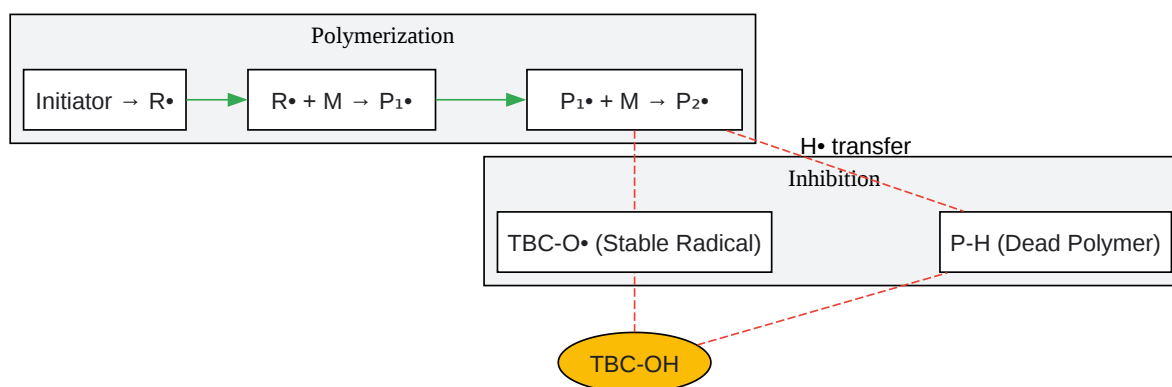 Polymerization
Initiator → R•
R• + M → P₁•
P₁• + M → P₂•
H• transfer
Inhibition
TBC-O• (Stable Radical)
P-H (Dead Polymer)
TBC-OH